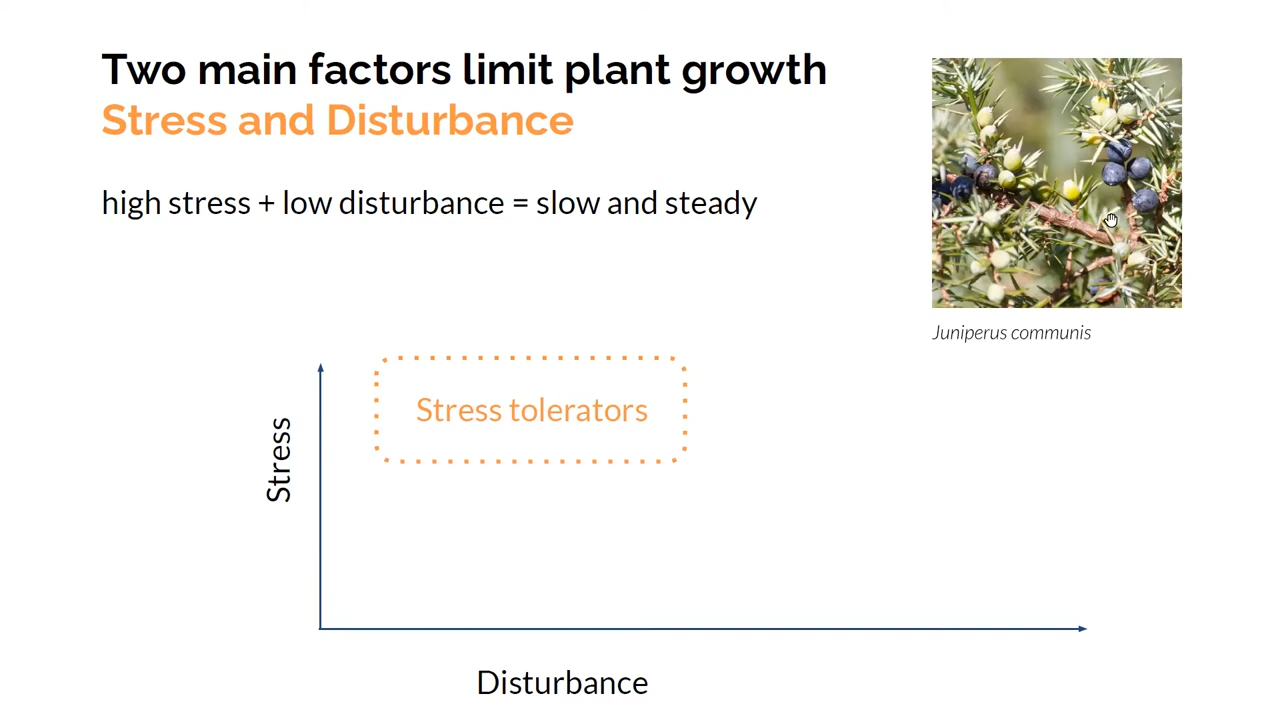 Two main factors limit plant growth
Stress and Disturbance
high stress + low disturbance = slow and steady
Juniperus communis
Stress tolerators
Stress
Disturbance